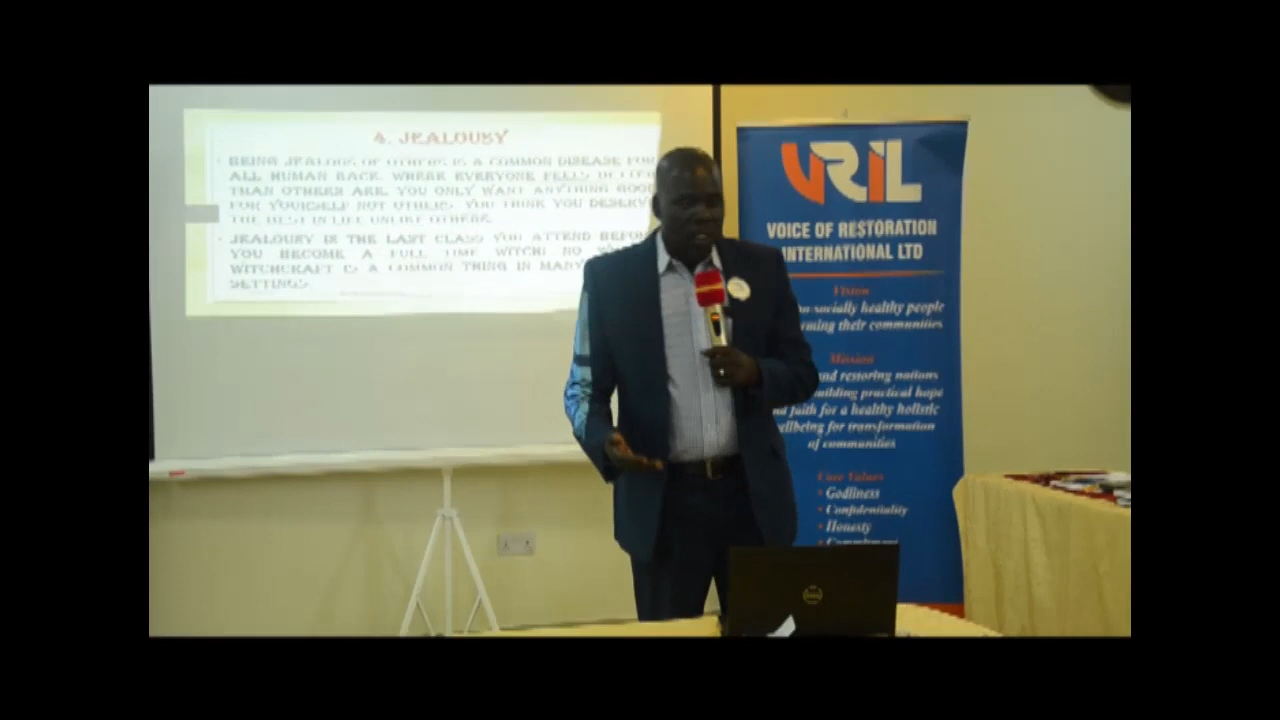 4. JEALOUSY
BEING JEALOUS OF OTHERS IS A COMMON DISEASE FOR
ALL HUMAN RACE. WHERE EVERYONE FEELS BETTER
THAN OTHERS ARE. YOU ONLY WANT ANYTHING GOOD
FOR YOURSELF NOT OTHERS. YOU THINK YOU DESERVE
THE BEST IN LIFE UNLIKE OTHERS.
JEALOUSY IS THE LAST CLASS YOU ATTEND BEFORE
YOU BECOME A FULL TIME WITCH! NO
WITCHCRAFT IS A COMMON THING IN MANY
SETTINGS.
VRIL
VOICE OF RESTORATION
INTERNATIONAL LTD
Vision
socially healthy people
their communities
Mission
and restoring nations
building practical hope
and faith for a healthy holistic
wellbeing for transformation
of communities
Core Values
• Godliness
• Confidentiality
• Honesty
• Commitment